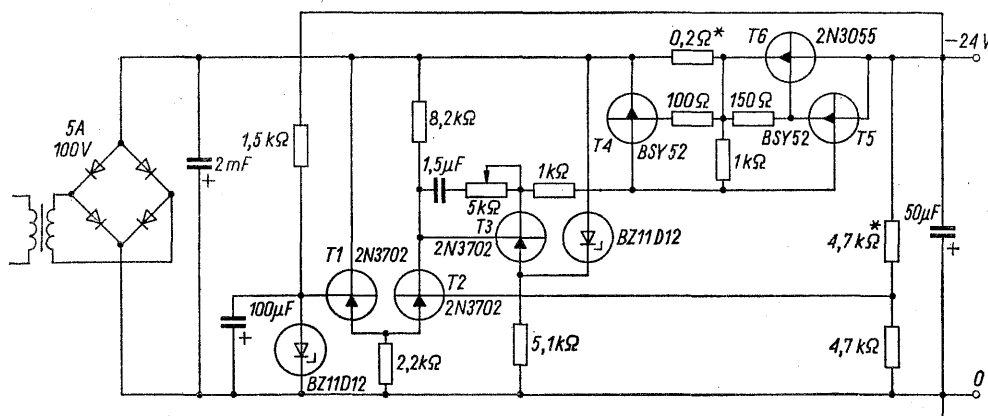 0,2Ω*
T6
2N3055
-24V
5A
100V
2mF
+
1,5kΩ
8,2kΩ
100Ω
150Ω
T4
BSY52
BSY52
T5
1kΩ
1,5µF
5kΩ
1kΩ
T3
2N3702
BZ11D12
4,7kΩ*
50µF
+
T1
2N3702
T2
2N3702
100µF
+
BZ11D12
2,2kΩ
5,1kΩ
4,7kΩ
0